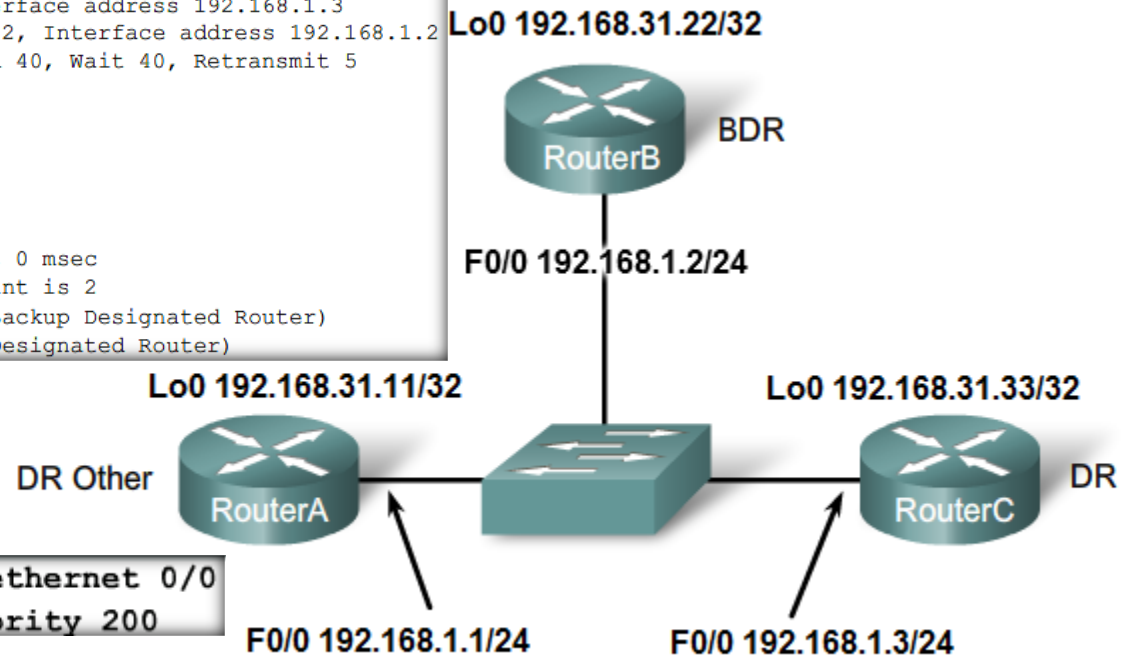 rface address 192.168.1.3
2, Interface address 192.168.1.2
40, Wait 40, Retransmit 5
0 msec
nt is 2
ackup Designated Router)
esignated Router)
Lo0 192.168.31.22/32
RouterB
BDR
F0/0 192.168.1.2/24
Lo0 192.168.31.11/32
Lo0 192.168.31.33/32
DR Other
RouterA
RouterC
DR
ethernet 0/0
ority 200
F0/0 192.168.1.1/24
F0/0 192.168.1.3/24